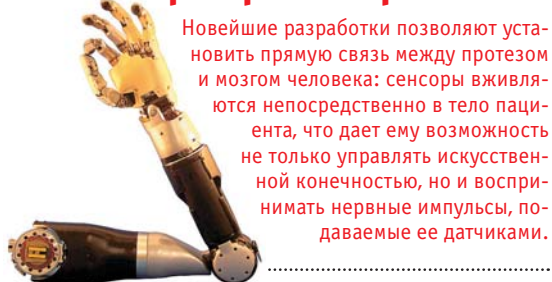 Новейшие разработки позволяют уста-
новить прямую связь между протезом
и мозгом человека: сенсоры вживля-
ются непосредственно в тело паци-
ента, что дает ему возможность
не только управлять искусствен-
ной конечностью, но и воспри-
нимать нервные импульсы, по-
даваемые ее датчиками.